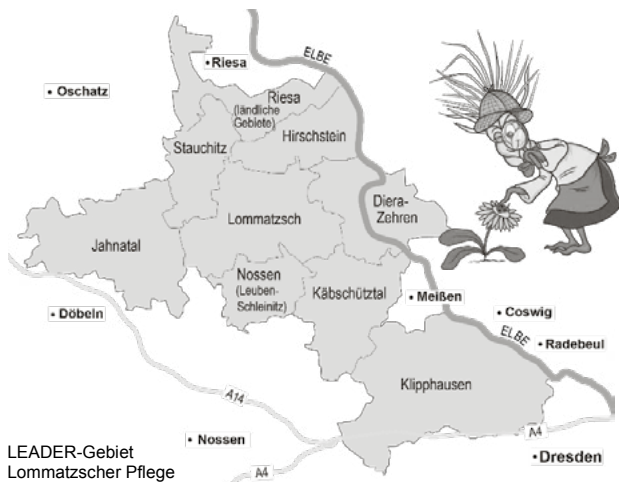 ELBE
• Riesa
• Oschatz
Riesa
(ländliche
Gebiete)
Hirschstein
Stauchitz
Diera-
Zehren
Lommatzsch
Jahnatal
Nossen
(Leuben-
Schleinitz)
Käbschütztal
• Meißen
• Döbeln
• Coswig
ELBE
• Radebeul
Klipphausen
A14
A4
• Nossen
• Dresden
A4
LEADER-Gebiet
Lommatzscher Pflege